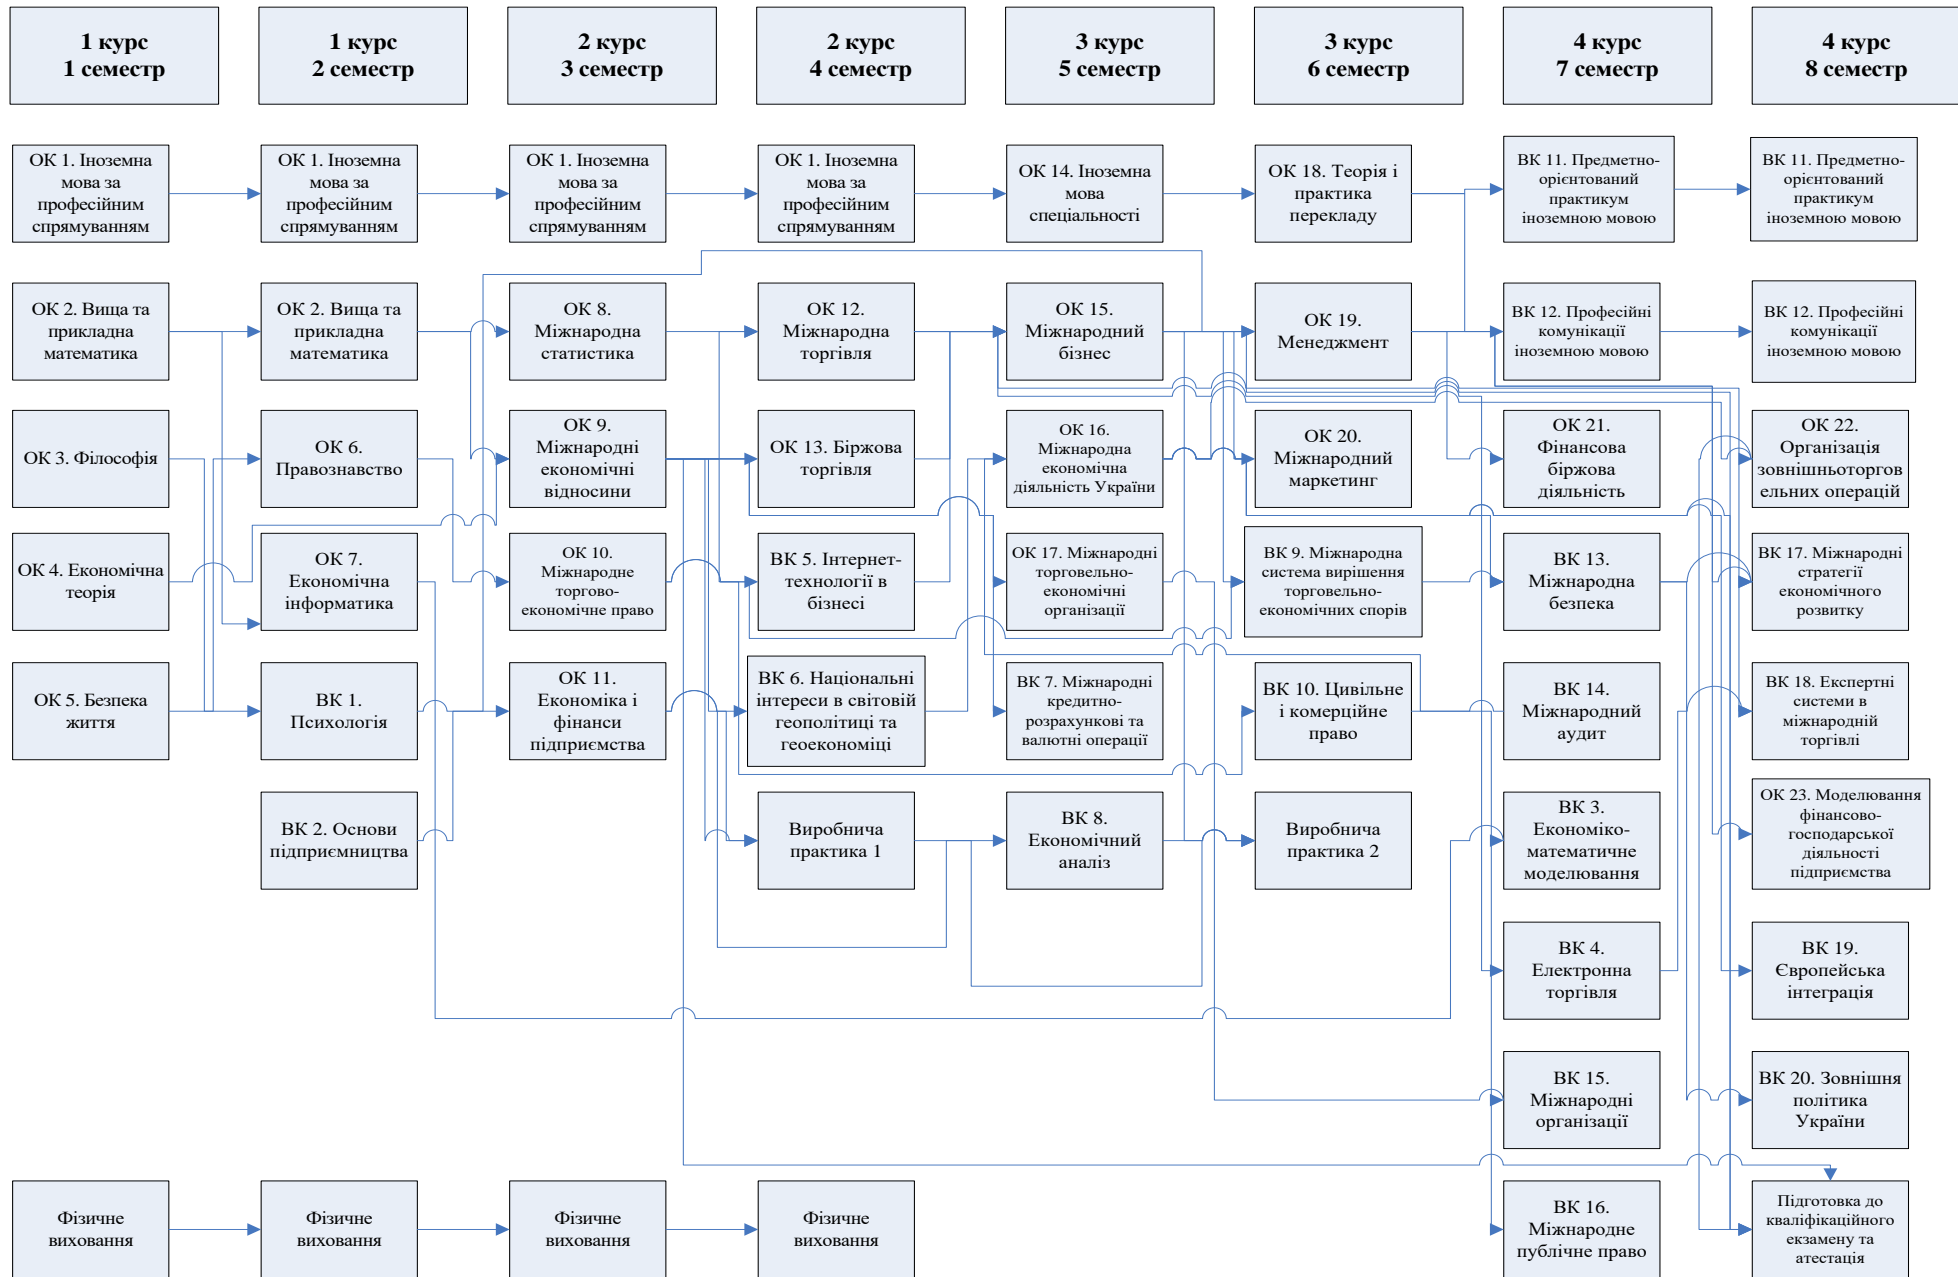 1 курс
1 семестр
1 курс
2 семестр
2 курс
3 семестр
2 курс
4 семестр
3 курс
5 семестр
3 курс
6 семестр
4 курс
7 семестр
4 курс
8 семестр
ОК 1. Іноземна
мова за
професійним
спрямуванням
ОК 1. Іноземна
мова за
професійним
спрямуванням
ОК 1. Іноземна
мова за
професійним
спрямуванням
ОК 1. Іноземна
мова за
професійним
спрямуванням
ОК 14. Іноземна
мова
спеціальності
ОК 18. Теорія і
практика
перекладу
ВК 11. Предметно-
орієнтований
практикум
іноземною мовою
ВК 11. Предметно-
орієнтований
практикум
іноземною мовою
ОК 2. Вища та
прикладна
математика
ОК 2. Вища та
прикладна
математика
ОК 8.
Міжнародна
статистика
ОК 12.
Міжнародна
торгівля
ОК 15.
Міжнародний
бізнес
ОК 19.
Менеджмент
ВК 12. Професійні
комунікації
іноземною мовою
ВК 12. Професійні
комунікації
іноземною мовою
ОК 3. Філософія
ОК 6.
Правознавство
ОК 9.
Міжнародні
економічні
відносини
ОК 13. Біржова
торгівля
ОК 16.
Міжнародна
економічна
діяльність України
ОК 20.
Міжнародний
маркетинг
ОК 21.
Фінансова
біржова
діяльність
ОК 22.
Організація
зовнішньоторгов
ельних операцій
ОК 4. Економічна
теорія
ОК 7.
Економічна
інформатика
ОК 10.
Міжнародне
торгово-
економічне право
ВК 5. Інтернет-
технології в
бізнесі
ОК 17. Міжнародні
торговельно-
економічні
організації
ВК 9. Міжнародна
система вирішення
торговельно-
економічних спорів
ВК 13.
Міжнародна
безпека
ВК 17. Міжнародні
стратегії
економічного
розвитку
ОК 5. Безпека
життя
ВК 1.
Психологія
ОК 11.
Економіка і
фінанси
підприємства
ВК 6. Національні
інтереси в світовій
геополітиці та
геоекономіці
ВК 7. Міжнародні
кредитно-
розрахункові та
валютні операції
ВК 10. Цивільне
і комерційне
право
ВК 14.
Міжнародний
аудит
ВК 18. Експертні
системи в
міжнародній
торгівлі
ВК 2. Основи
підприємництва
Виробнича
практика 1
ВК 8.
Економічний
аналіз
Виробнича
практика 2
ВК 3.
Економіко-
математичне
моделювання
ОК 23. Моделювання
фінансово-
господарської
діяльності
підприємства
ВК 4.
Електронна
торгівля
ВК 19.
Європейська
інтеграція
ВК 15.
Міжнародні
організації
ВК 20. Зовнішня
політика
України
Фізичне
виховання
Фізичне
виховання
Фізичне
виховання
Фізичне
виховання
ВК 16.
Міжнародне
публічне право
Підготовка до
кваліфікаційного
екзамену та
атестація